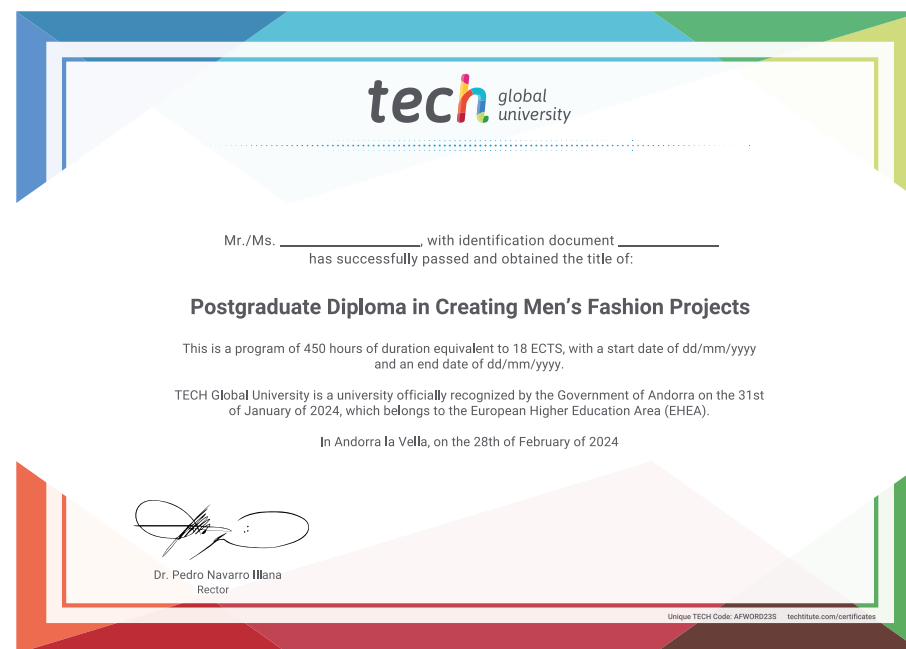 tech global
university
Mr./Ms. ____________________, with identification document ______________
has successfully passed and obtained the title of:
Postgraduate Diploma in Creating Men’s Fashion Projects
This is a program of 450 hours of duration equivalent to 18 ECTS, with a start date of dd/mm/yyyy
and an end date of dd/mm/yyyy.
TECH Global University is a university officially recognized by the Government of Andorra on the 31st
of January of 2024, which belongs to the European Higher Education Area (EHEA).
In Andorra la Vella, on the 28th of February of 2024
Dr. Pedro Navarro Illana
Rector
Unique TECH Code: AFWORD23S techtitute.com/certificates